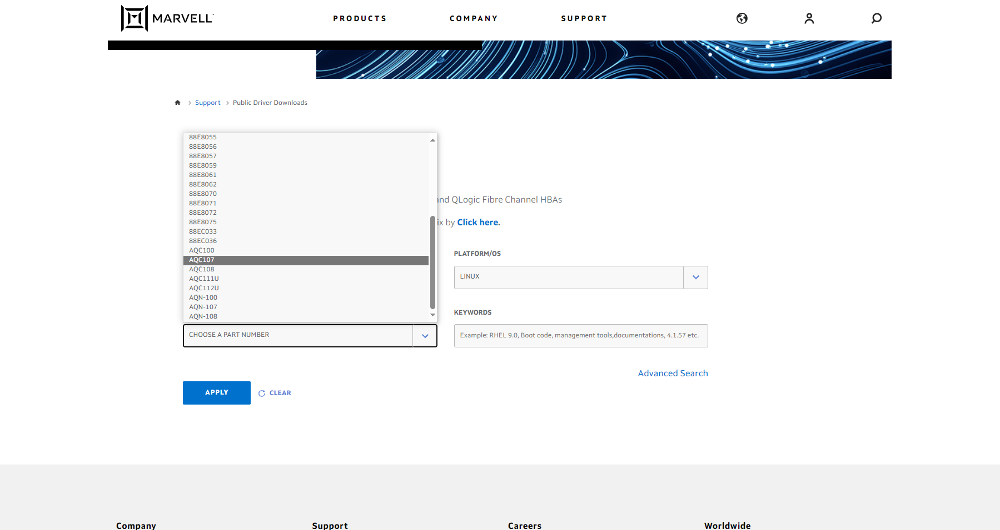 MARVELL™
PRODUCTS
COMPANY
SUPPORT
Support
Public Driver Downloads
88E8055
88E8056
88E8057
88E8059
88E8061
88E8062
88E8070
88E8071
88E8072
88E8075
88EC033
88EC036
AQC100
AQC107
AQC108
AQC111U
AQC112U
AQN-100
AQN-107
AQN-108
and QLogic Fibre Channel HBAs
ix by Click here.
PLATFORM/OS
LINUX
KEYWORDS
CHOOSE A PART NUMBER
Example: RHEL 9.0, Boot code, management tools,documentations, 4.1.57 etc.
Advanced Search
APPLY
CLEAR
Company
Support
Careers
Worldwide